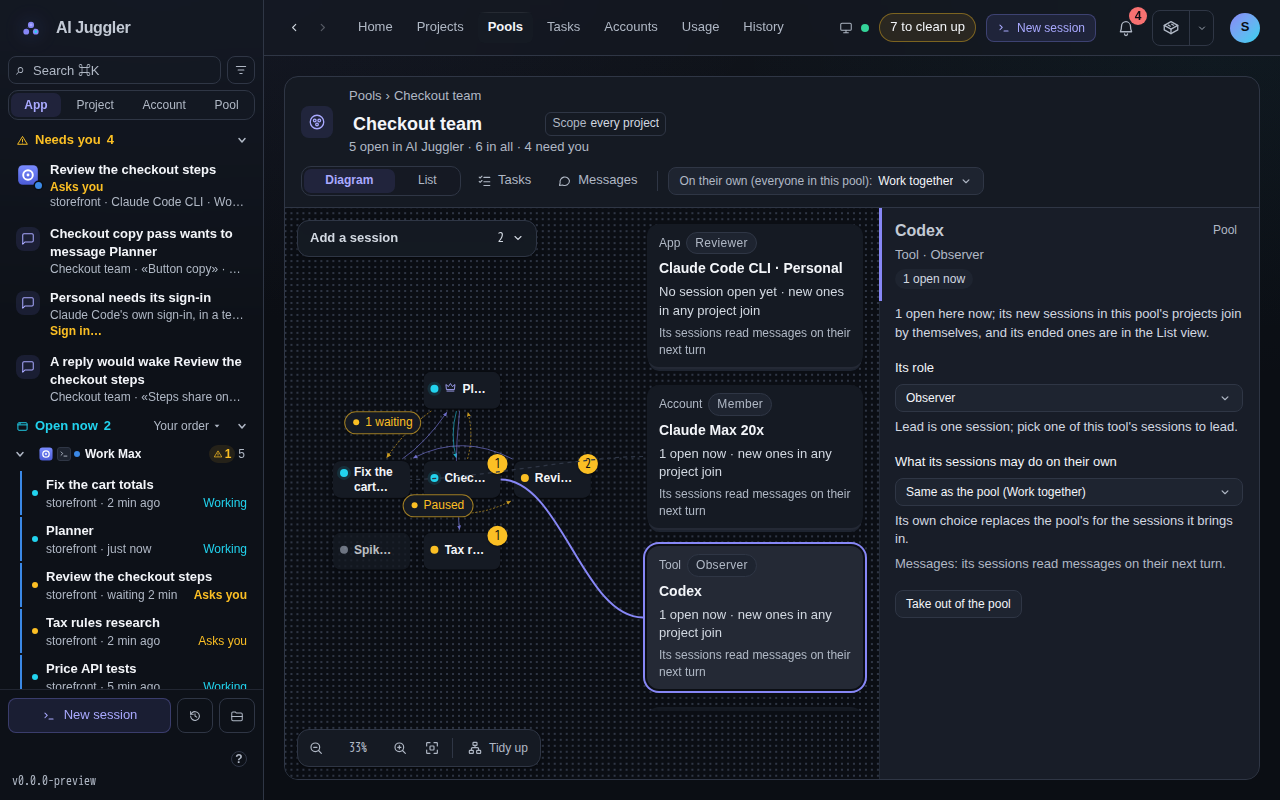 AI Juggler
Search ⌘K
App
Project
Account
Pool
Needs you 4
Review the checkout steps
Asks you
storefront · Claude Code CLI · Wo…
Checkout copy pass wants to
message Planner
Checkout team · «Button copy» · …
Personal needs its sign-in
Claude Code's own sign-in, in a te…
Sign in…
A reply would wake Review the
checkout steps
Checkout team · «Steps share on…
Open now 2
Your order
Work Max
1
5
Fix the cart totals
storefront · 2 min ago
Working
Planner
storefront · just now
Working
Review the checkout steps
storefront · waiting 2 min
Asks you
Tax rules research
storefront · 2 min ago
Asks you
Price API tests
storefront · 5 min ago
Working
New session
?
v0.0.0-preview
Home
Projects
Pools
Tasks
Accounts
Usage
History
7 to clean up
New session
4
S
Pools › Checkout team
Checkout team
Scope every project
5 open in AI Juggler · 6 in all · 4 need you
Diagram
List
Tasks
Messages
On their own (everyone in this pool): Work together
Add a session
2
Pl…
1 waiting
Fix the
cart…
Chec…
1
Revi…
2
Paused
Spik…
Tax r…
1
App Reviewer
Claude Code CLI · Personal
No session open yet · new ones
in any project join
Its sessions read messages on their
next turn
Account Member
Claude Max 20x
1 open now · new ones in any
project join
Its sessions read messages on their
next turn
Tool Observer
Codex
1 open now · new ones in any
project join
Its sessions read messages on their
next turn
33%
Tidy up
Codex
Pool
Tool · Observer
1 open now
1 open here now; its new sessions in this pool's projects join
by themselves, and its ended ones are in the List view.
Its role
Observer
Lead is one session; pick one of this tool's sessions to lead.
What its sessions may do on their own
Same as the pool (Work together)
Its own choice replaces the pool's for the sessions it brings
in.
Messages: its sessions read messages on their next turn.
Take out of the pool